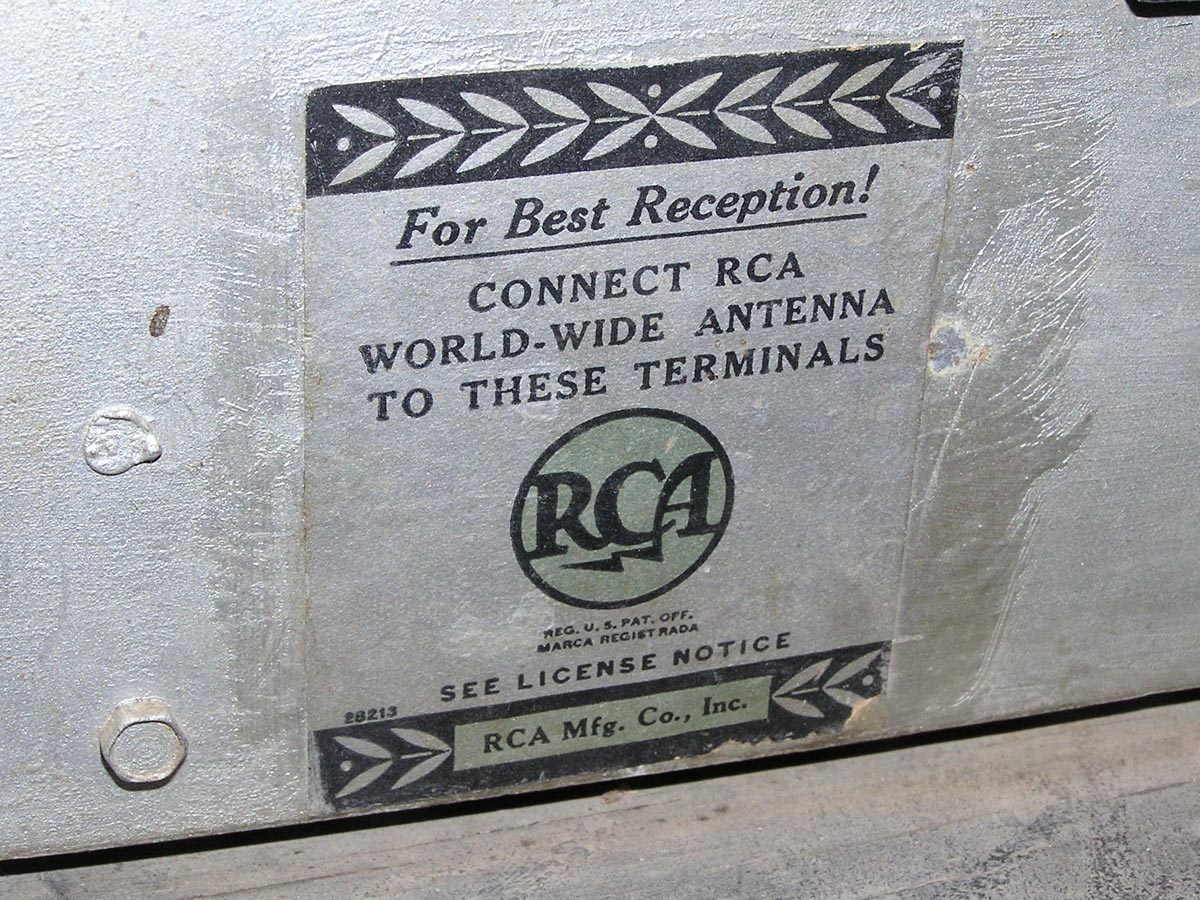 For Best Reception!
CONNECT RCA
WORLD-WIDE ANTENNA
TO THESE TERMINALS
RCA
REG. U. S. PAT. OFF.
MARCA REGISTRADA
SEE LICENSE NOTICE
28213
RCA Mfg. Co., Inc.